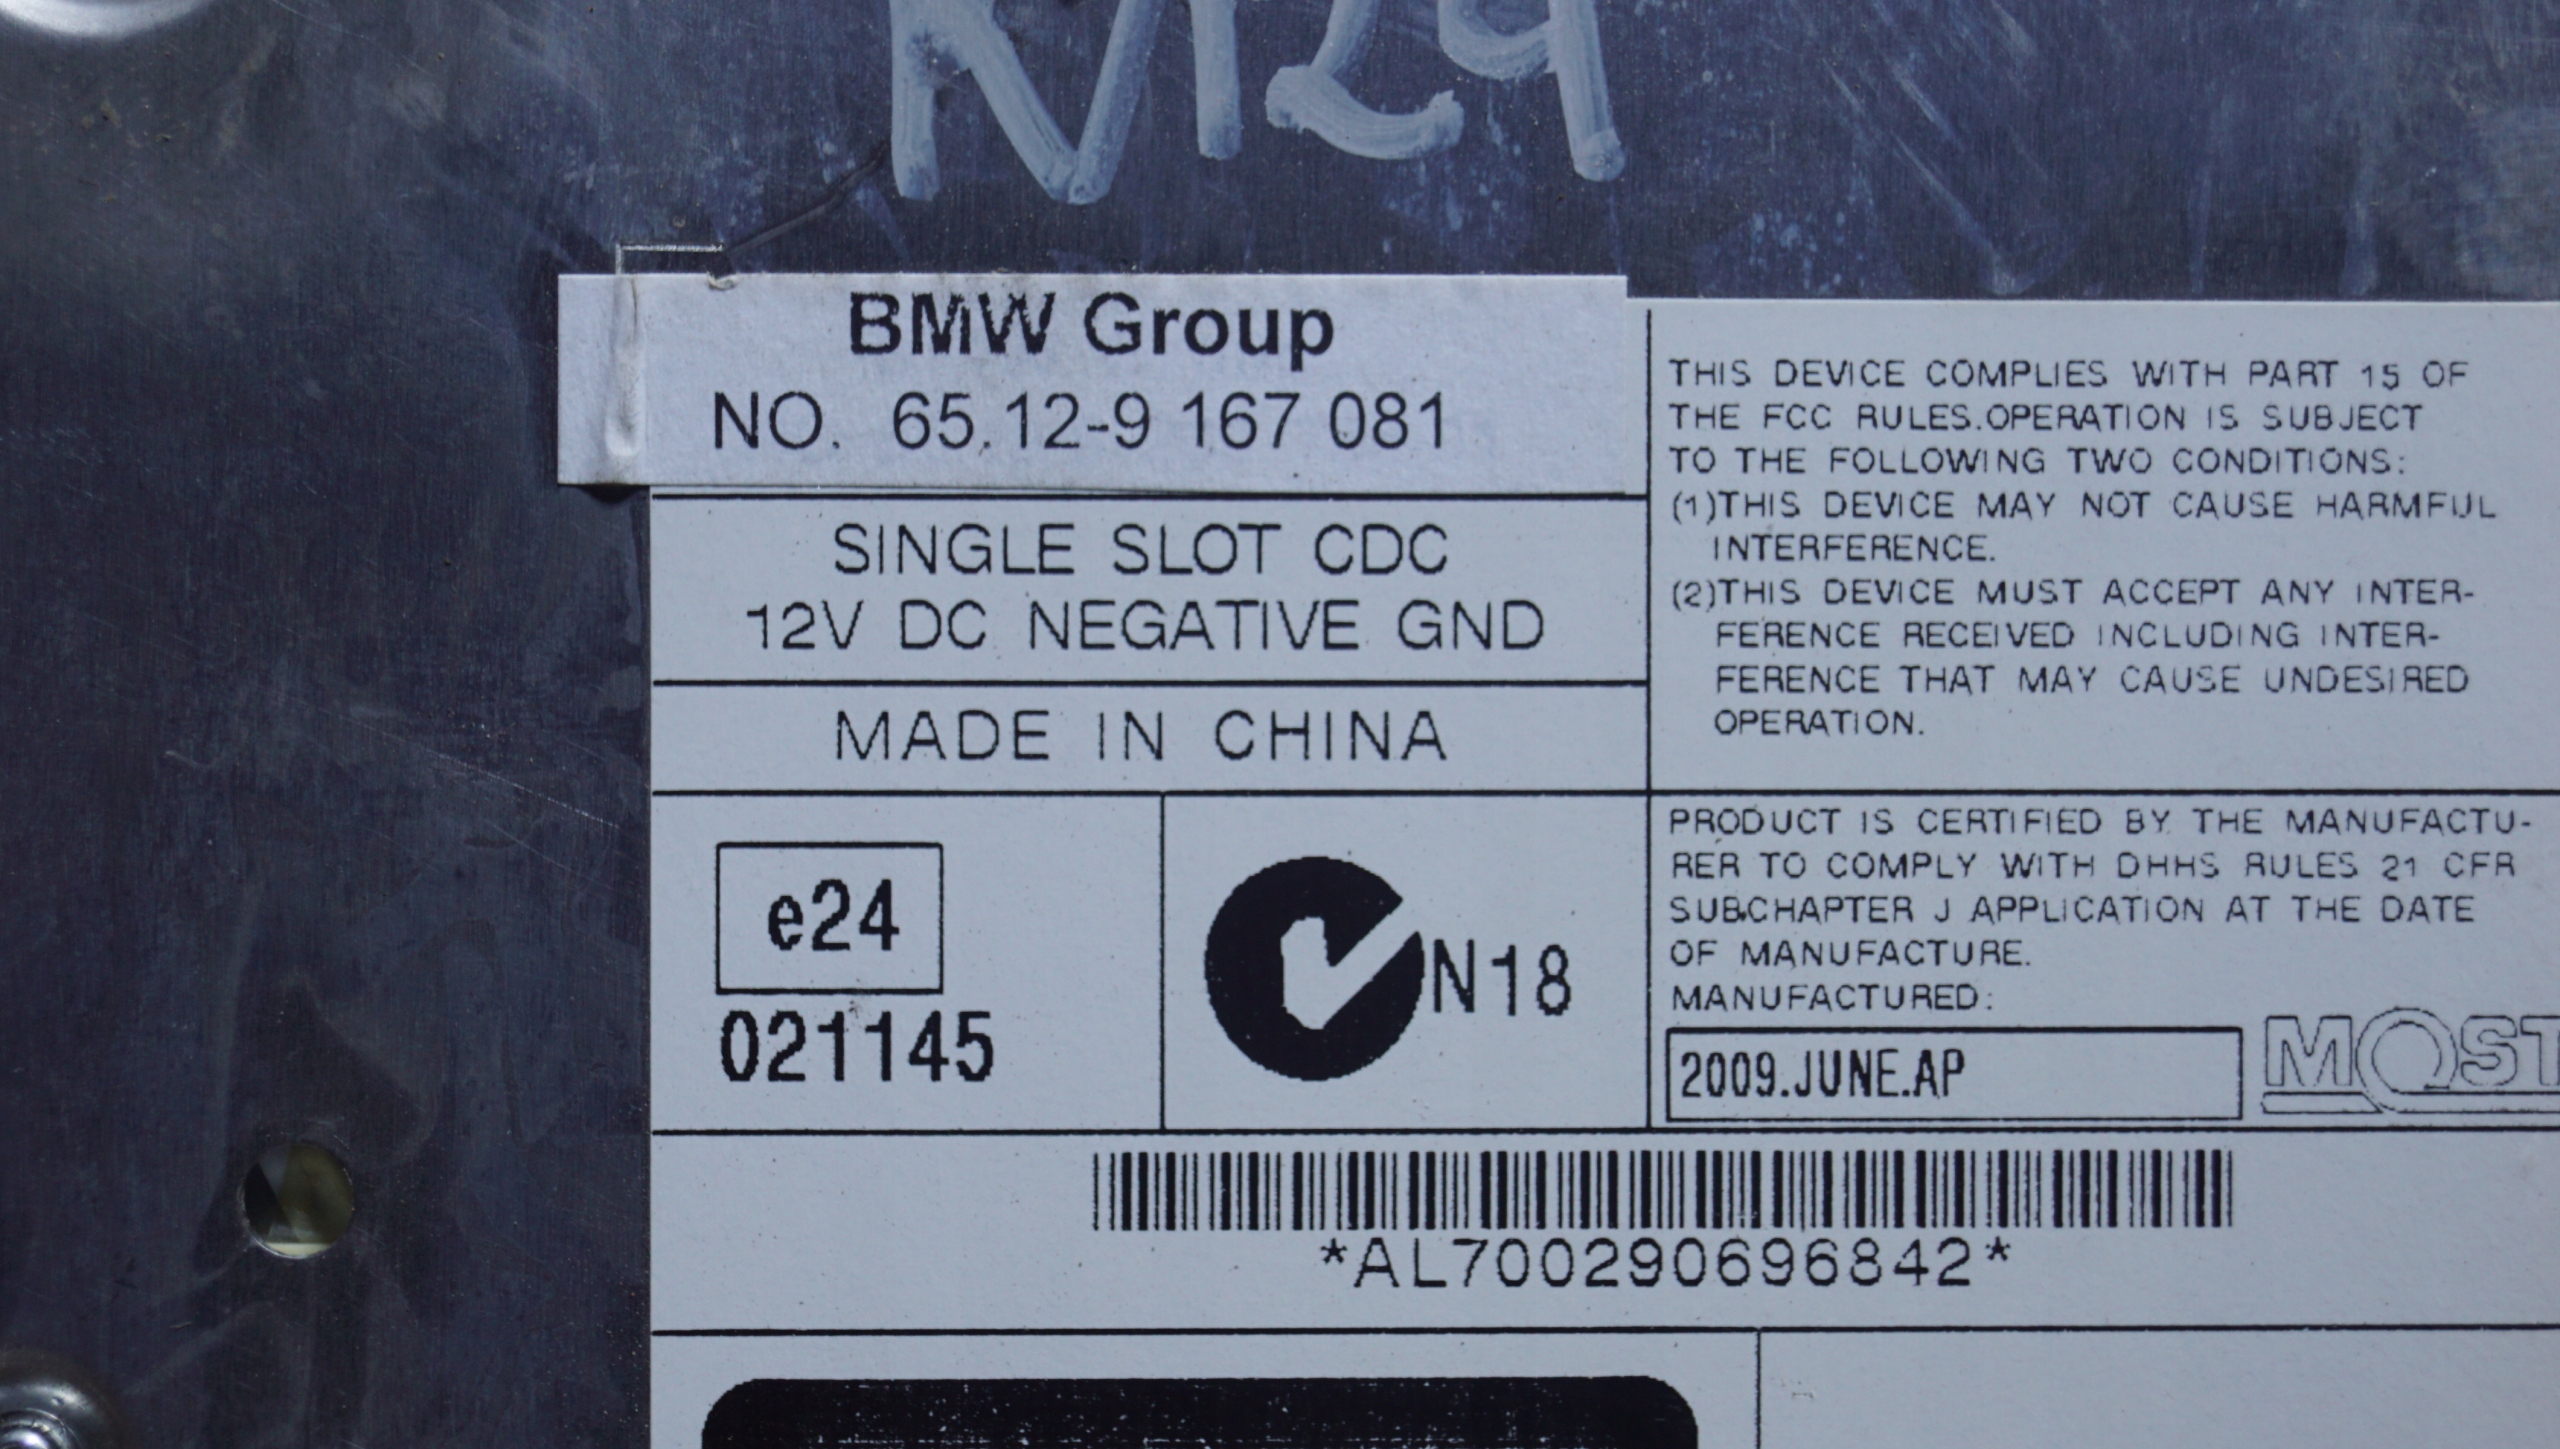 BMW Group
NO. 65.12-9 167 081
SINGLE SLOT CDC
12V DC NEGATIVE GND
MADE IN CHINA
e24
021145
N18
THIS DEVICE COMPLIES WITH PART 15 OF
THE FCC RULES.OPERATION IS SUBJECT
TO THE FOLLOWING TWO CONDITIONS:
(1)THIS DEVICE MAY NOT CAUSE HARMFUL
INTERFERENCE.
(2)THIS DEVICE MUST ACCEPT ANY INTER-
FERENCE RECEIVED INCLUDING INTER-
FERENCE THAT MAY CAUSE UNDESIRED
OPERATION.
PRODUCT IS CERTIFIED BY THE MANUFACTU-
RER TO COMPLY WITH DHHS RULES 21 CFR
SUBCHAPTER J APPLICATION AT THE DATE
OF MANUFACTURE.
MANUFACTURED:
2009.JUNE.AP
MOST
*AL700290696842*